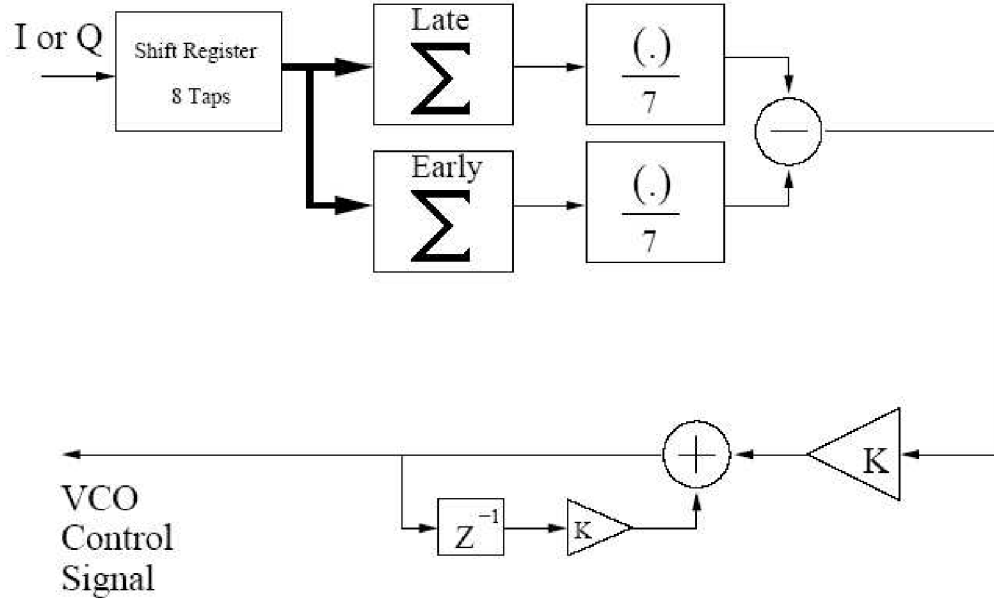 I or Q
Shift Register
8 Taps
Late
Σ
(.)
7
Early
Σ
(.)
7
−
+
K
Z⁻¹
K
VCO
Control
Signal